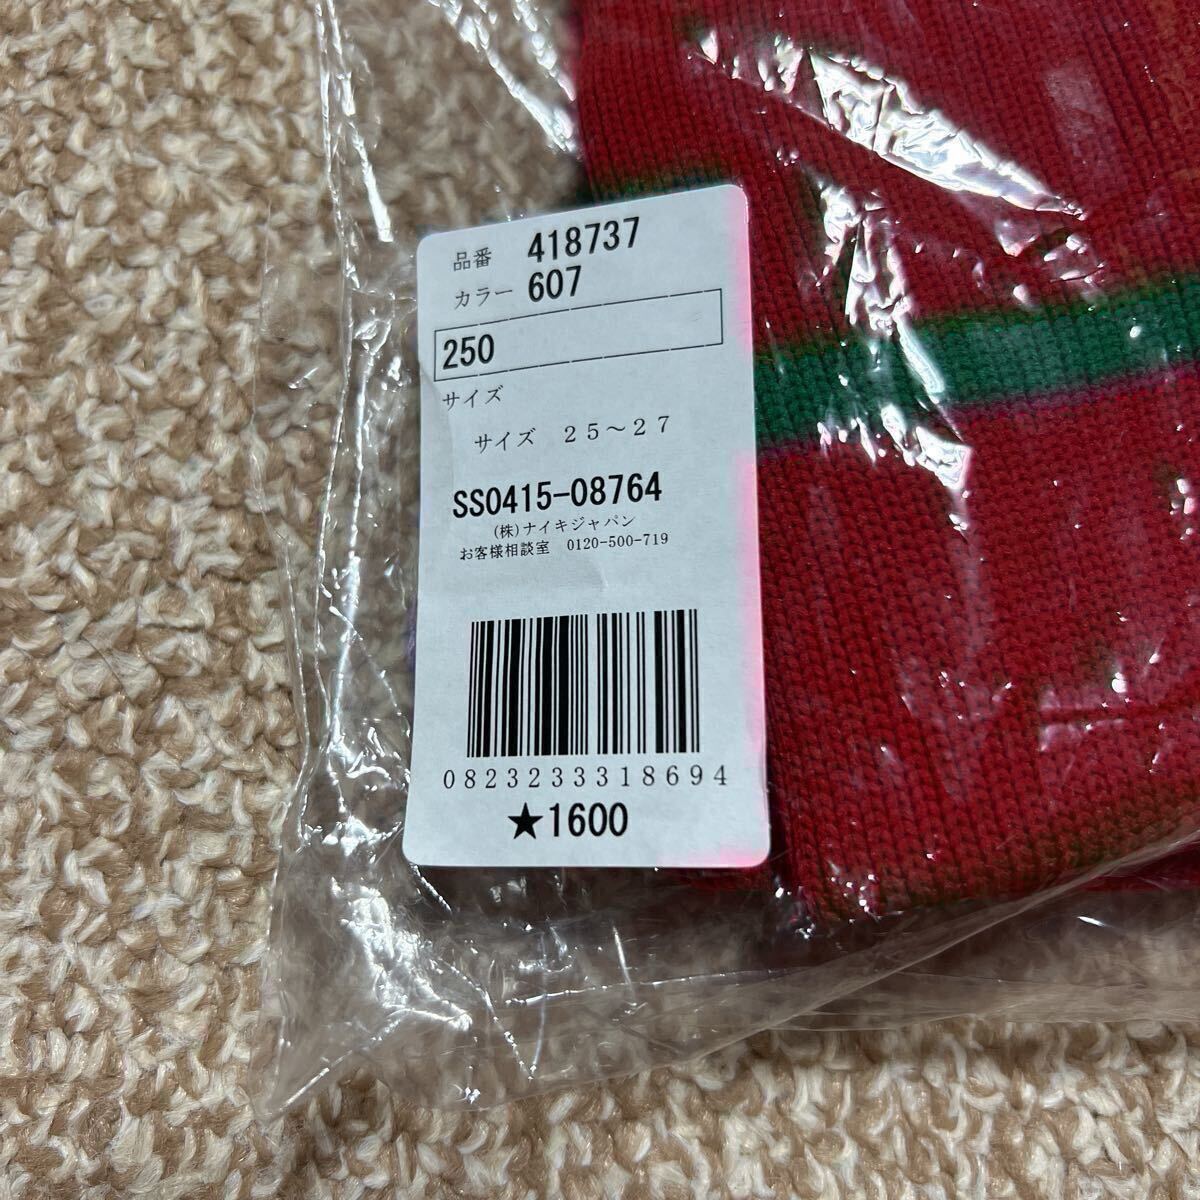 品番 418737
カラー 607
250
サイズ
サイズ 25～27
SS0415-08764
(株)ナイキジャパン
お客様相談室 0120-500-719
0823233318694
★1600